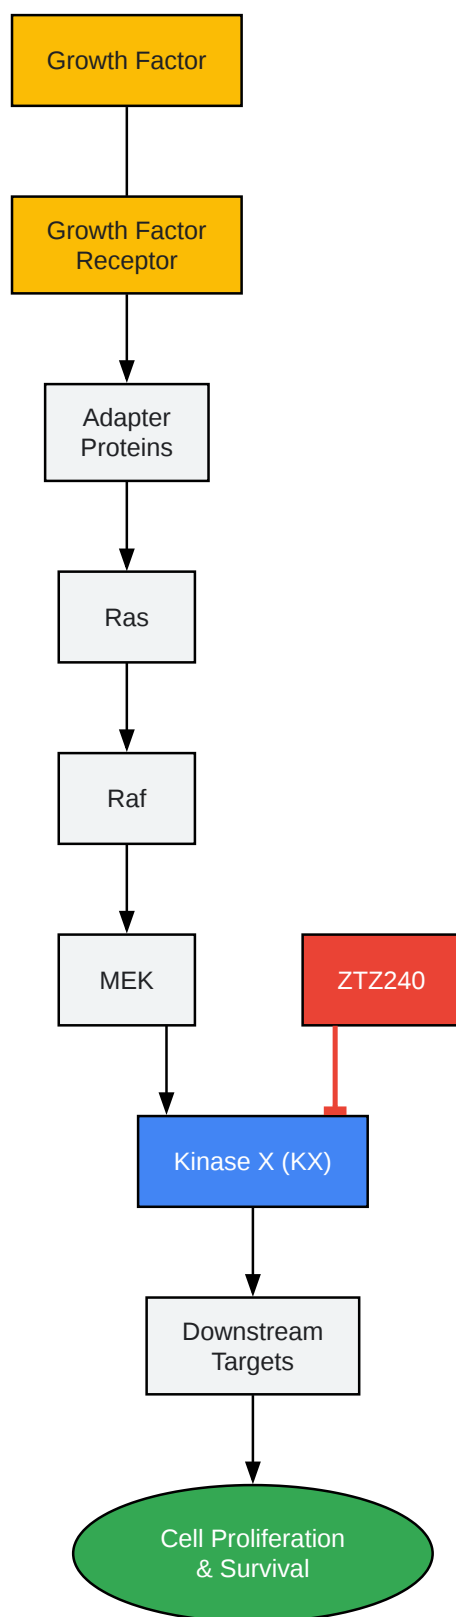 Growth Factor
Growth Factor
Receptor
Adapter
Proteins
Ras
Raf
MEK
ZTZ240
Kinase X (KX)
Downstream
Targets
Cell Proliferation
& Survival